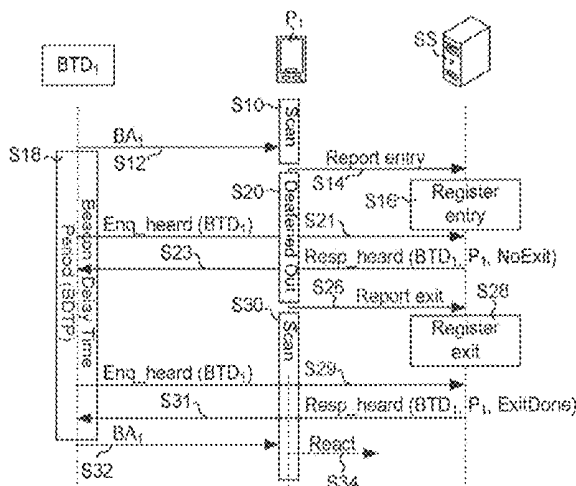 P₁
SS
BTD₁
S10
Scan
BA₁
S18
S12
Report entry
S14
S20
Deafened Out
S16
Register entry
Beacon Delay Time Period (BDTP)
Enq_heard (BTD₁)
S21
S23
Resp_heard (BTD₁, P₁, NoExit)
S26
Report exit
S28
S30
Scan
Register exit
Enq_heard (BTD₁)
S29
S31
Resp_heard (BTD₁, P₁, ExitDone)
BA₁
React
S32
S34